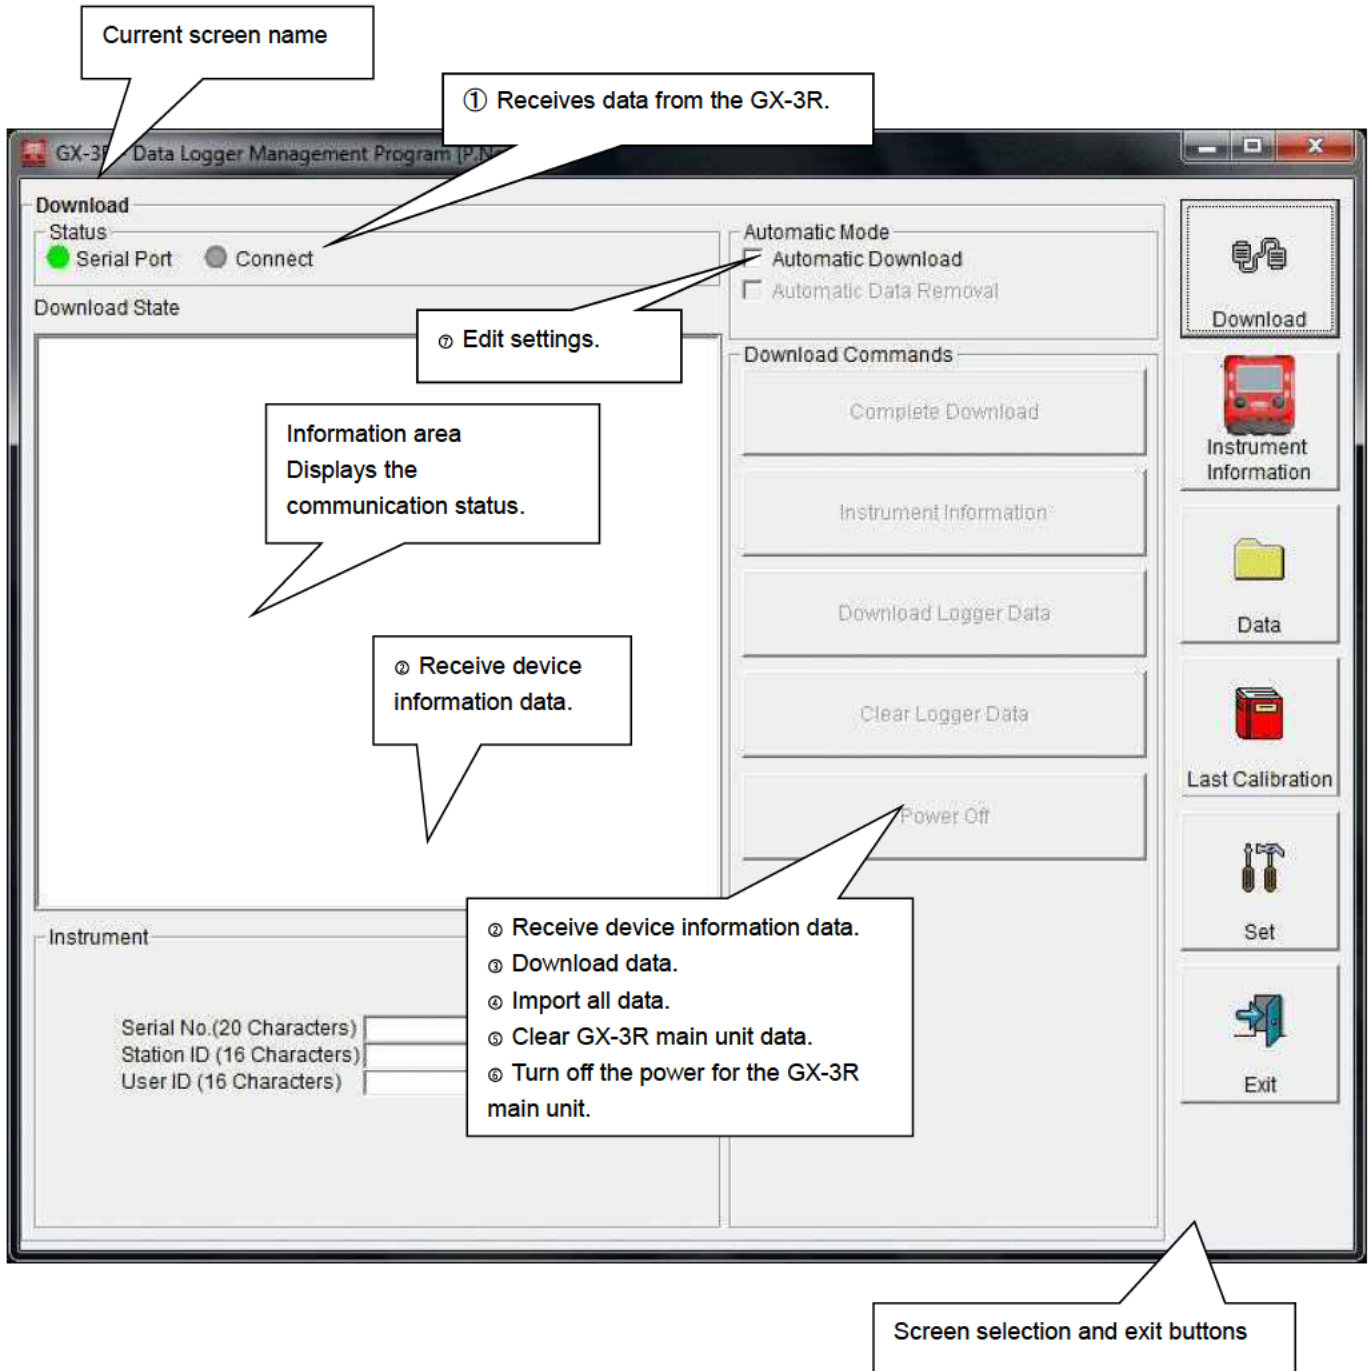 Current screen name
① Receives data from the GX-3R.
GX-3R Data Logger Management Program [P.No
Download
Status
Serial Port
Connect
Automatic Mode
Automatic Download
Automatic Data Removal
Download State
⑦ Edit settings.
Download Commands
Complete Download
Instrument Information
Download Logger Data
Clear Logger Data
Power Off
Information area
Displays the
communication status.
② Receive device
information data.
② Receive device information data.
③ Download data.
④ Import all data.
⑤ Clear GX-3R main unit data.
⑥ Turn off the power for the GX-3R
main unit.
Instrument
Serial No.(20 Characters)
Station ID (16 Characters)
User ID (16 Characters)
Download
Instrument
Information
Data
Last Calibration
Set
Exit
Screen selection and exit buttons